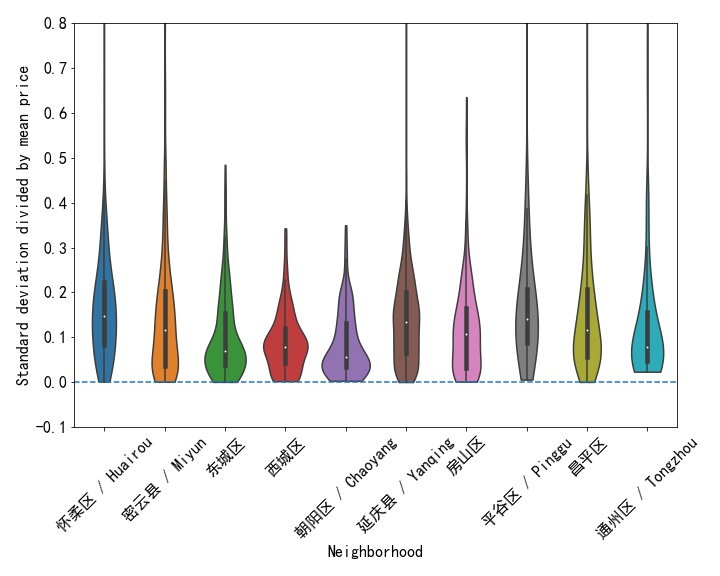 Standard deviation divided by mean price
0.8
0.7
0.6
0.5
0.4
0.3
0.2
0.1
0.0
-0.1
怀柔区 / Huairou
密云县 / Miyun
东城区
西城区
朝阳区 / Chaoyang
延庆县 / Yanqing
房山区
平谷区 / Pinggu
昌平区
通州区 / Tongzhou
Neighborhood